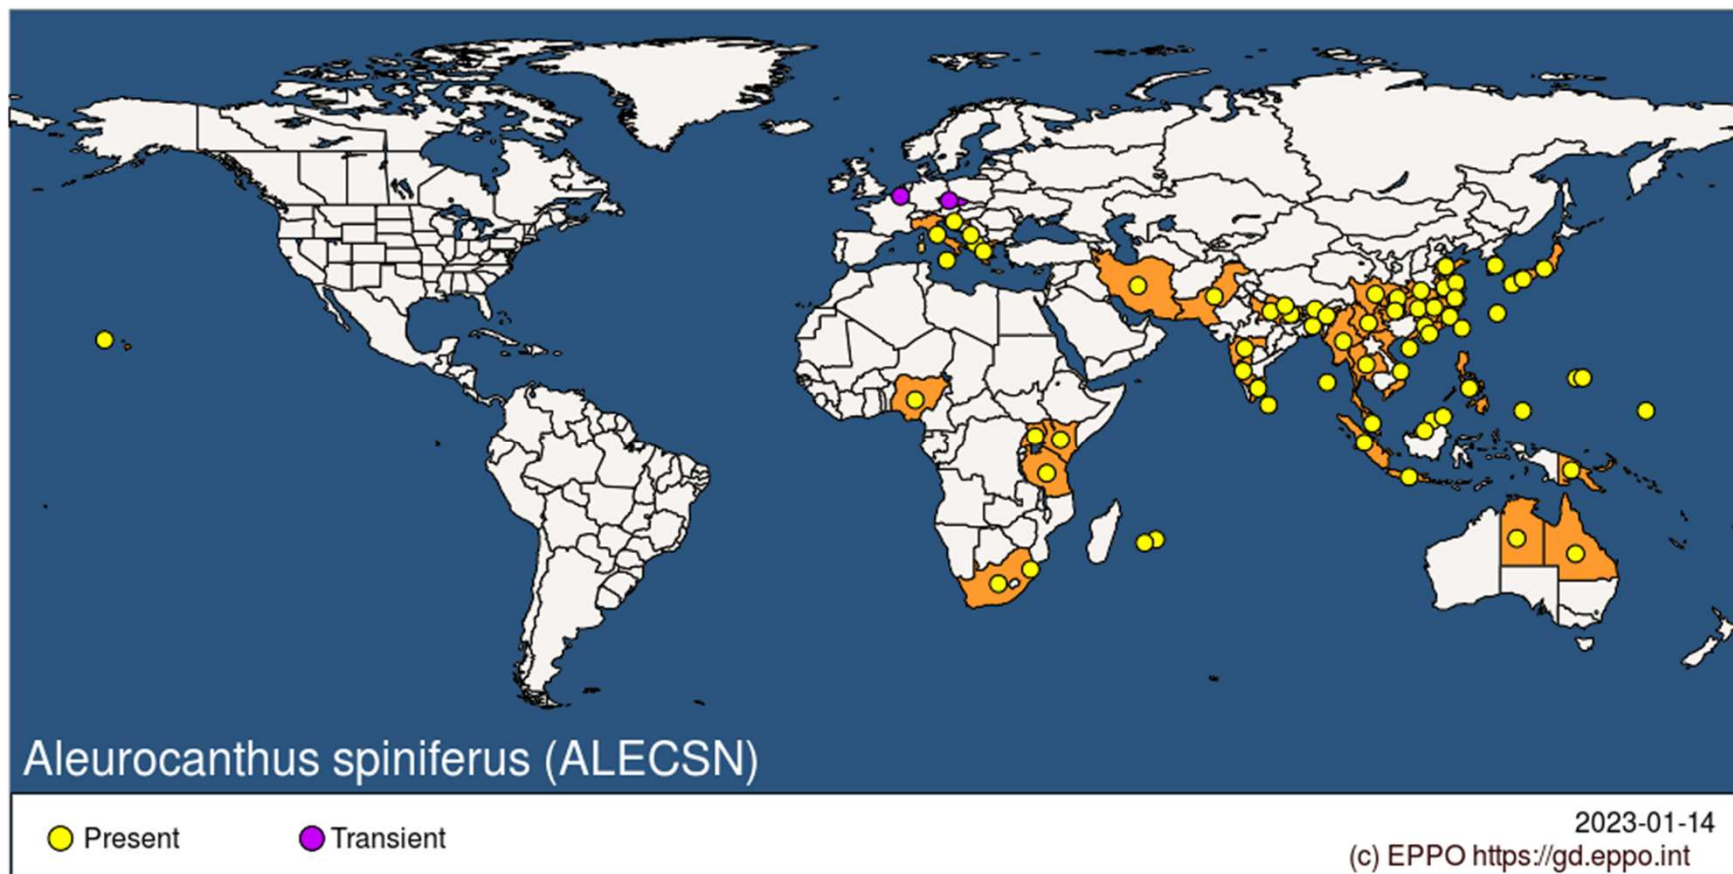 Aleurocanthus spiniferus (ALECSN)
Present
Transient
2023-01-14
(c) EPPO https://gd.eppo.int